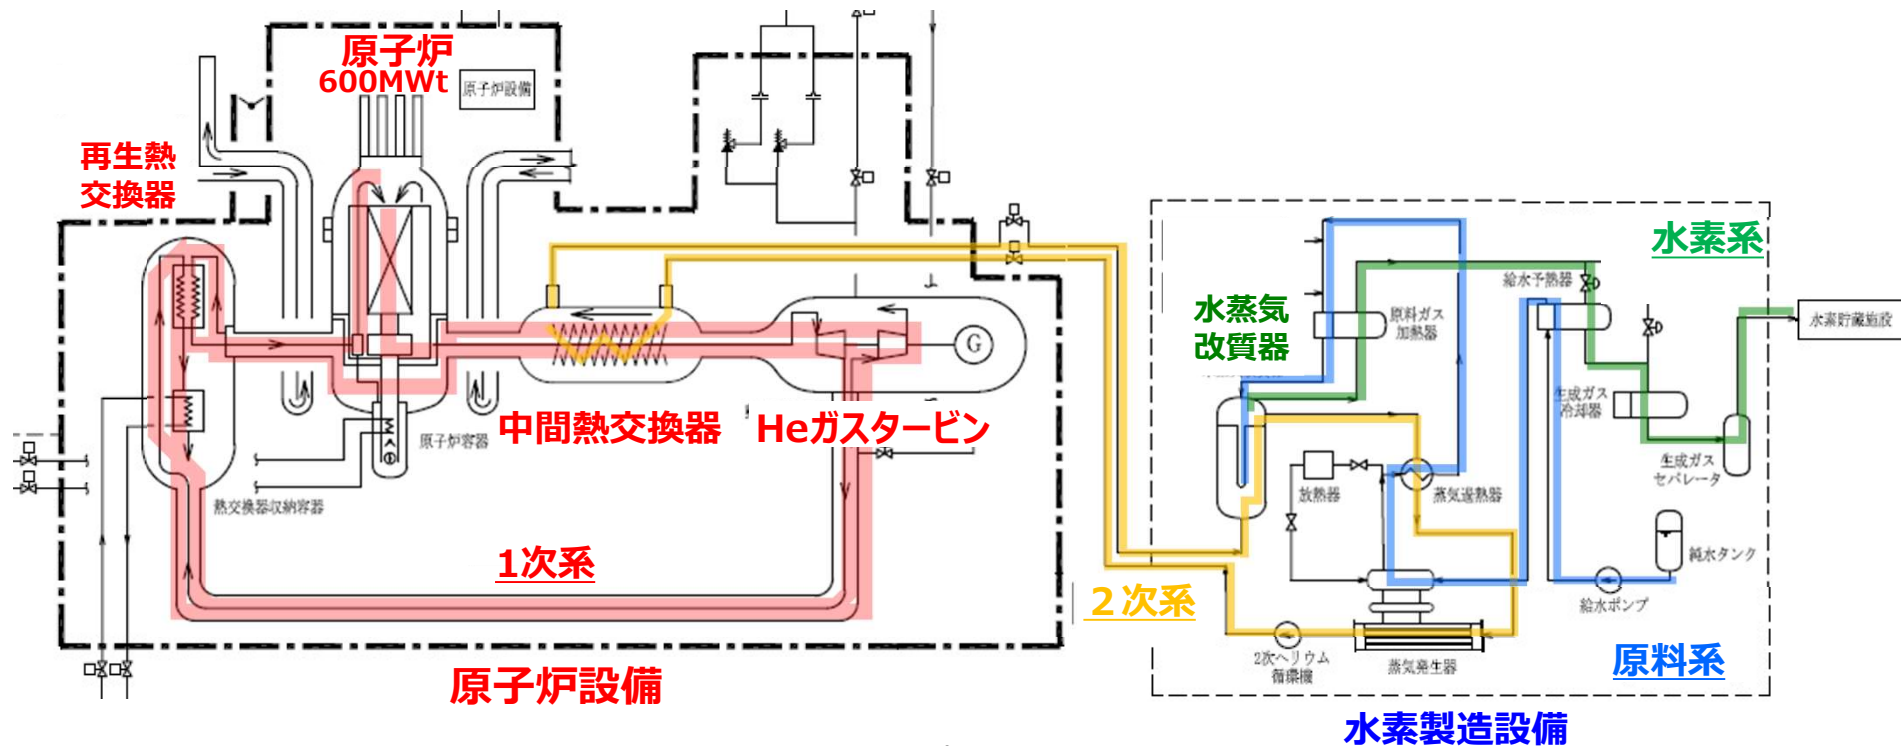 原子炉
600MWt
原子炉設備
再生熱
交換器
水素系
給水予熱器
水蒸気
改質器
原料ガス
加熱器
水素貯蔵施設
G
生成ガス
冷却器
中間熱交換器
Heガスタービン
原子炉容器
生成ガス
セパレータ
放熱器
蒸気過熱器
熱交換器収納容器
純水タンク
1次系
２次系
給水ポンプ
2次ヘリウム
循環機
蒸気発生器
原料系
原子炉設備
水素製造設備